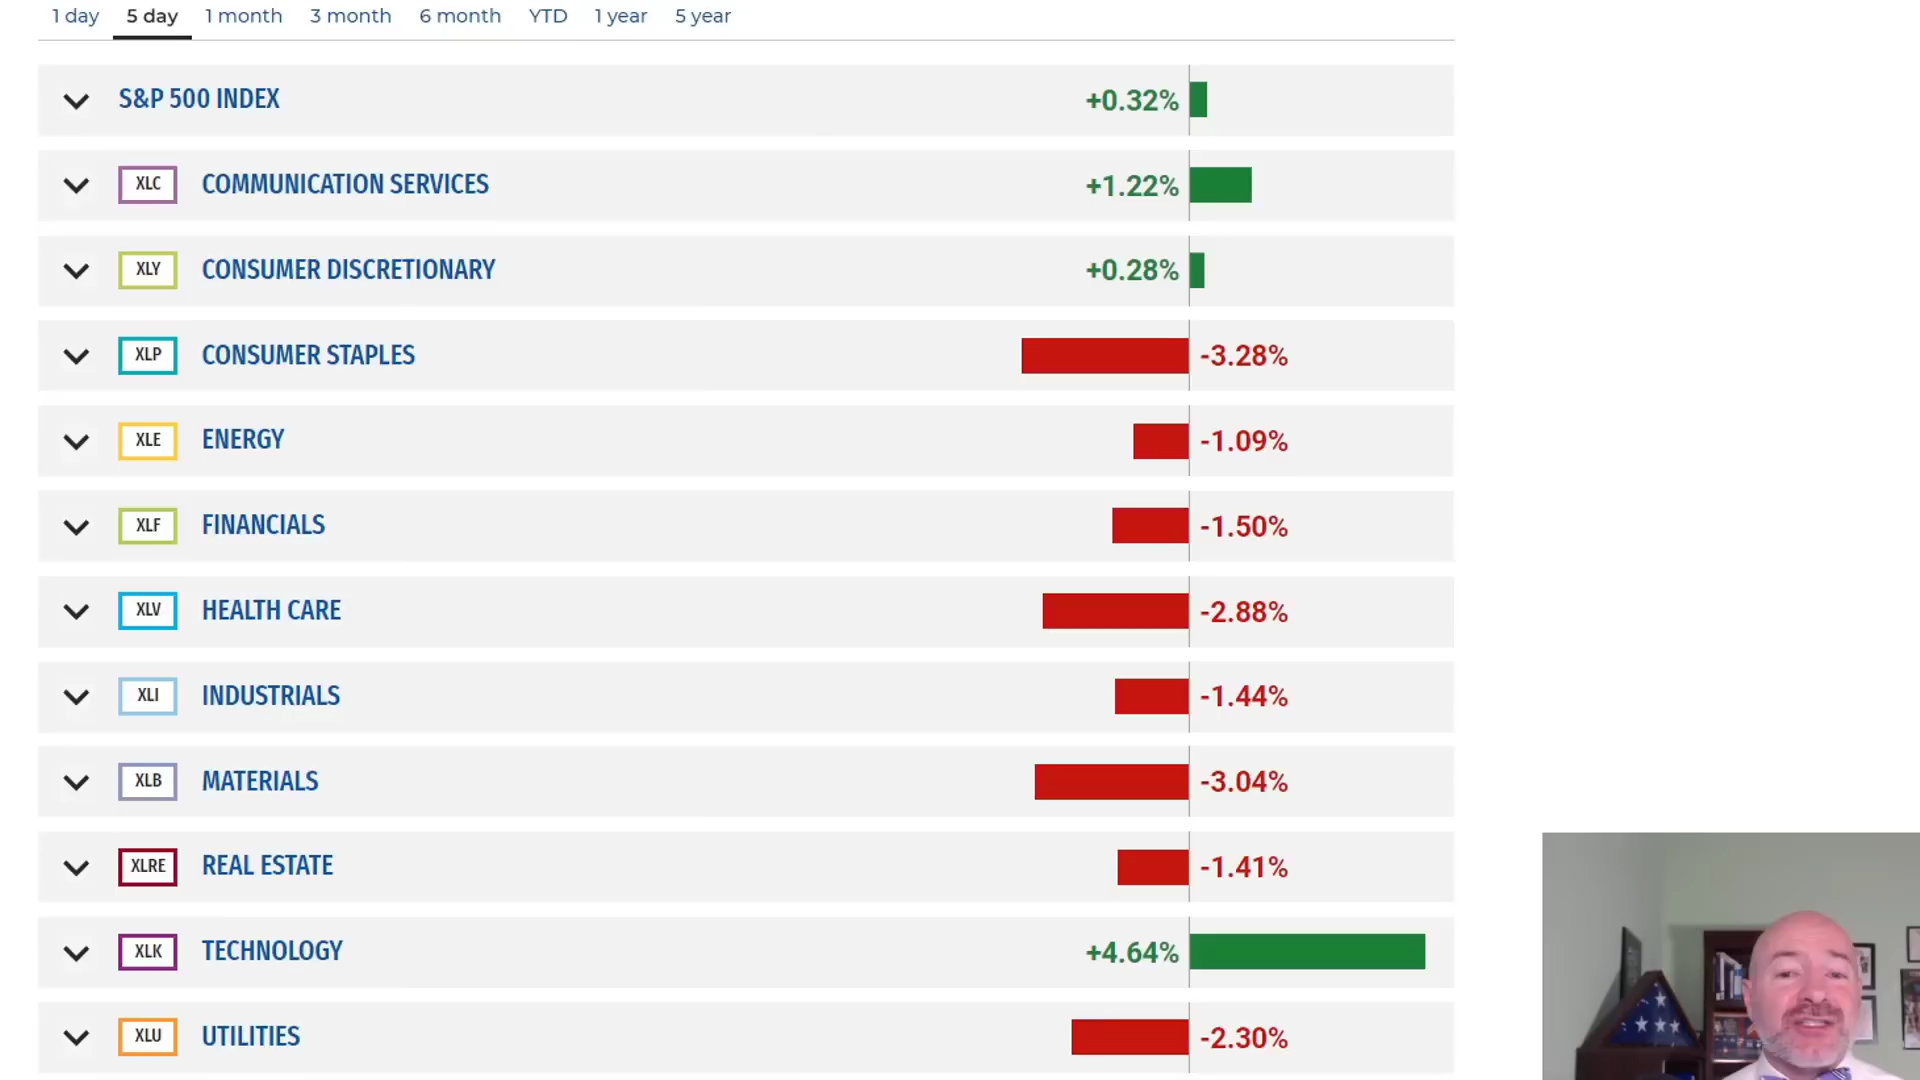 1 day 5 day 1 month 3 month 6 month YTD 1 year 5 year
S&P 500 INDEX +0.32%
XLC COMMUNICATION SERVICES +1.22%
XLY CONSUMER DISCRETIONARY +0.28%
XLP CONSUMER STAPLES -3.28%
XLE ENERGY -1.09%
XLF FINANCIALS -1.50%
XLV HEALTH CARE -2.88%
XLI INDUSTRIALS -1.44%
XLB MATERIALS -3.04%
XLRE REAL ESTATE -1.41%
XLK TECHNOLOGY +4.64%
XLU UTILITIES -2.30%